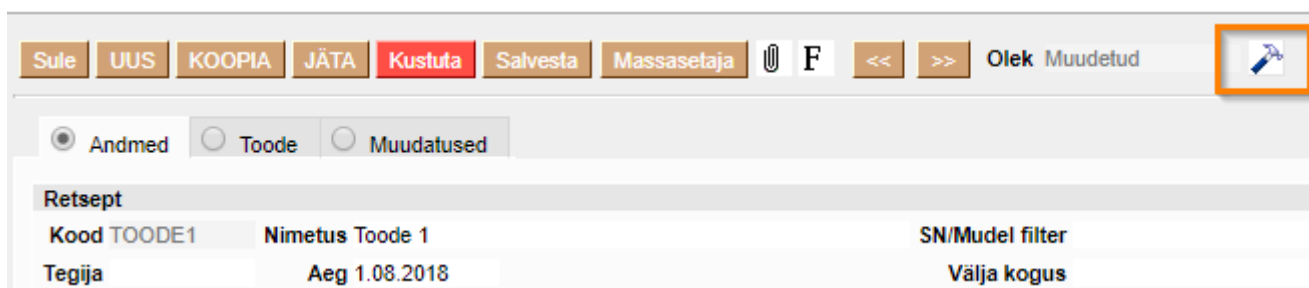 Sule UUS KOOPIA JÄTA Kustuta Salvesta Massasetaja F << >> Olek Muudetud
Andmed Toode Muudatused
Retsept
Kood TOODE1 Nimetus Toode 1 SN/Mudel filter
Tegija Aeg 1.08.2018 Välja kogus